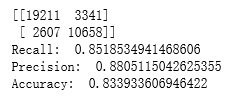 [[19211  3341]
 [ 2607 10658]]
Recall:  0.8518534941468606
Precision:  0.8805115042625355
Accuracy:  0.833933606946422